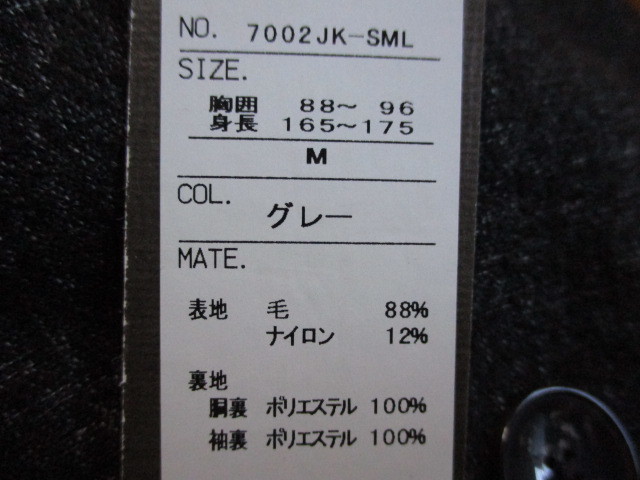 NO. 7002JK-SML
SIZE.
胸囲 88～ 96
身長 165～175
M
COL.
グレー
MATE.
表地 毛 88%
ナイロン 12%
裏地
胴裏 ポリエステル 100%
袖裏 ポリエステル 100%